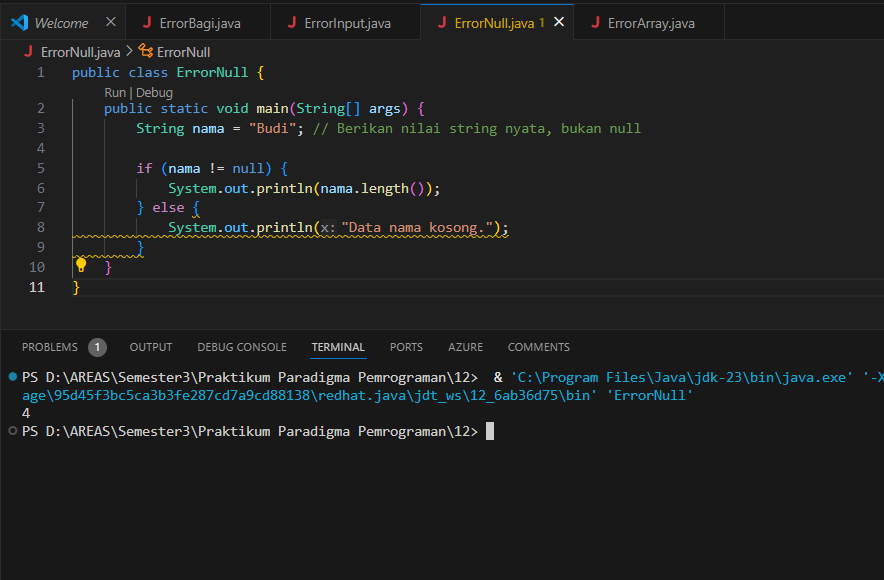 Welcome ErrorBagi.java ErrorInput.java ErrorNull.java 1 ErrorArray.java
ErrorNull.java > ErrorNull
1 public class ErrorNull {
Run | Debug
2 public static void main(String[] args) {
3 String nama = "Budi"; // Berikan nilai string nyata, bukan null
4
5 if (nama != null) {
6 System.out.println(nama.length());
7 } else {
8 System.out.println(x: "Data nama kosong.");
9 }
10 }
11 }
PROBLEMS 1 OUTPUT DEBUG CONSOLE TERMINAL PORTS AZURE COMMENTS
PS D:\AREAS\Semester3\Praktikum Paradigma Pemrograman\12> & 'C:\Program Files\Java\jdk-23\bin\java.exe' '-X
age\95d45f3bc5ca3b3fe287cd7a9cd88138\redhat.java\jdt_ws\12_6ab36d75\bin' 'ErrorNull'
4
PS D:\AREAS\Semester3\Praktikum Paradigma Pemrograman\12>